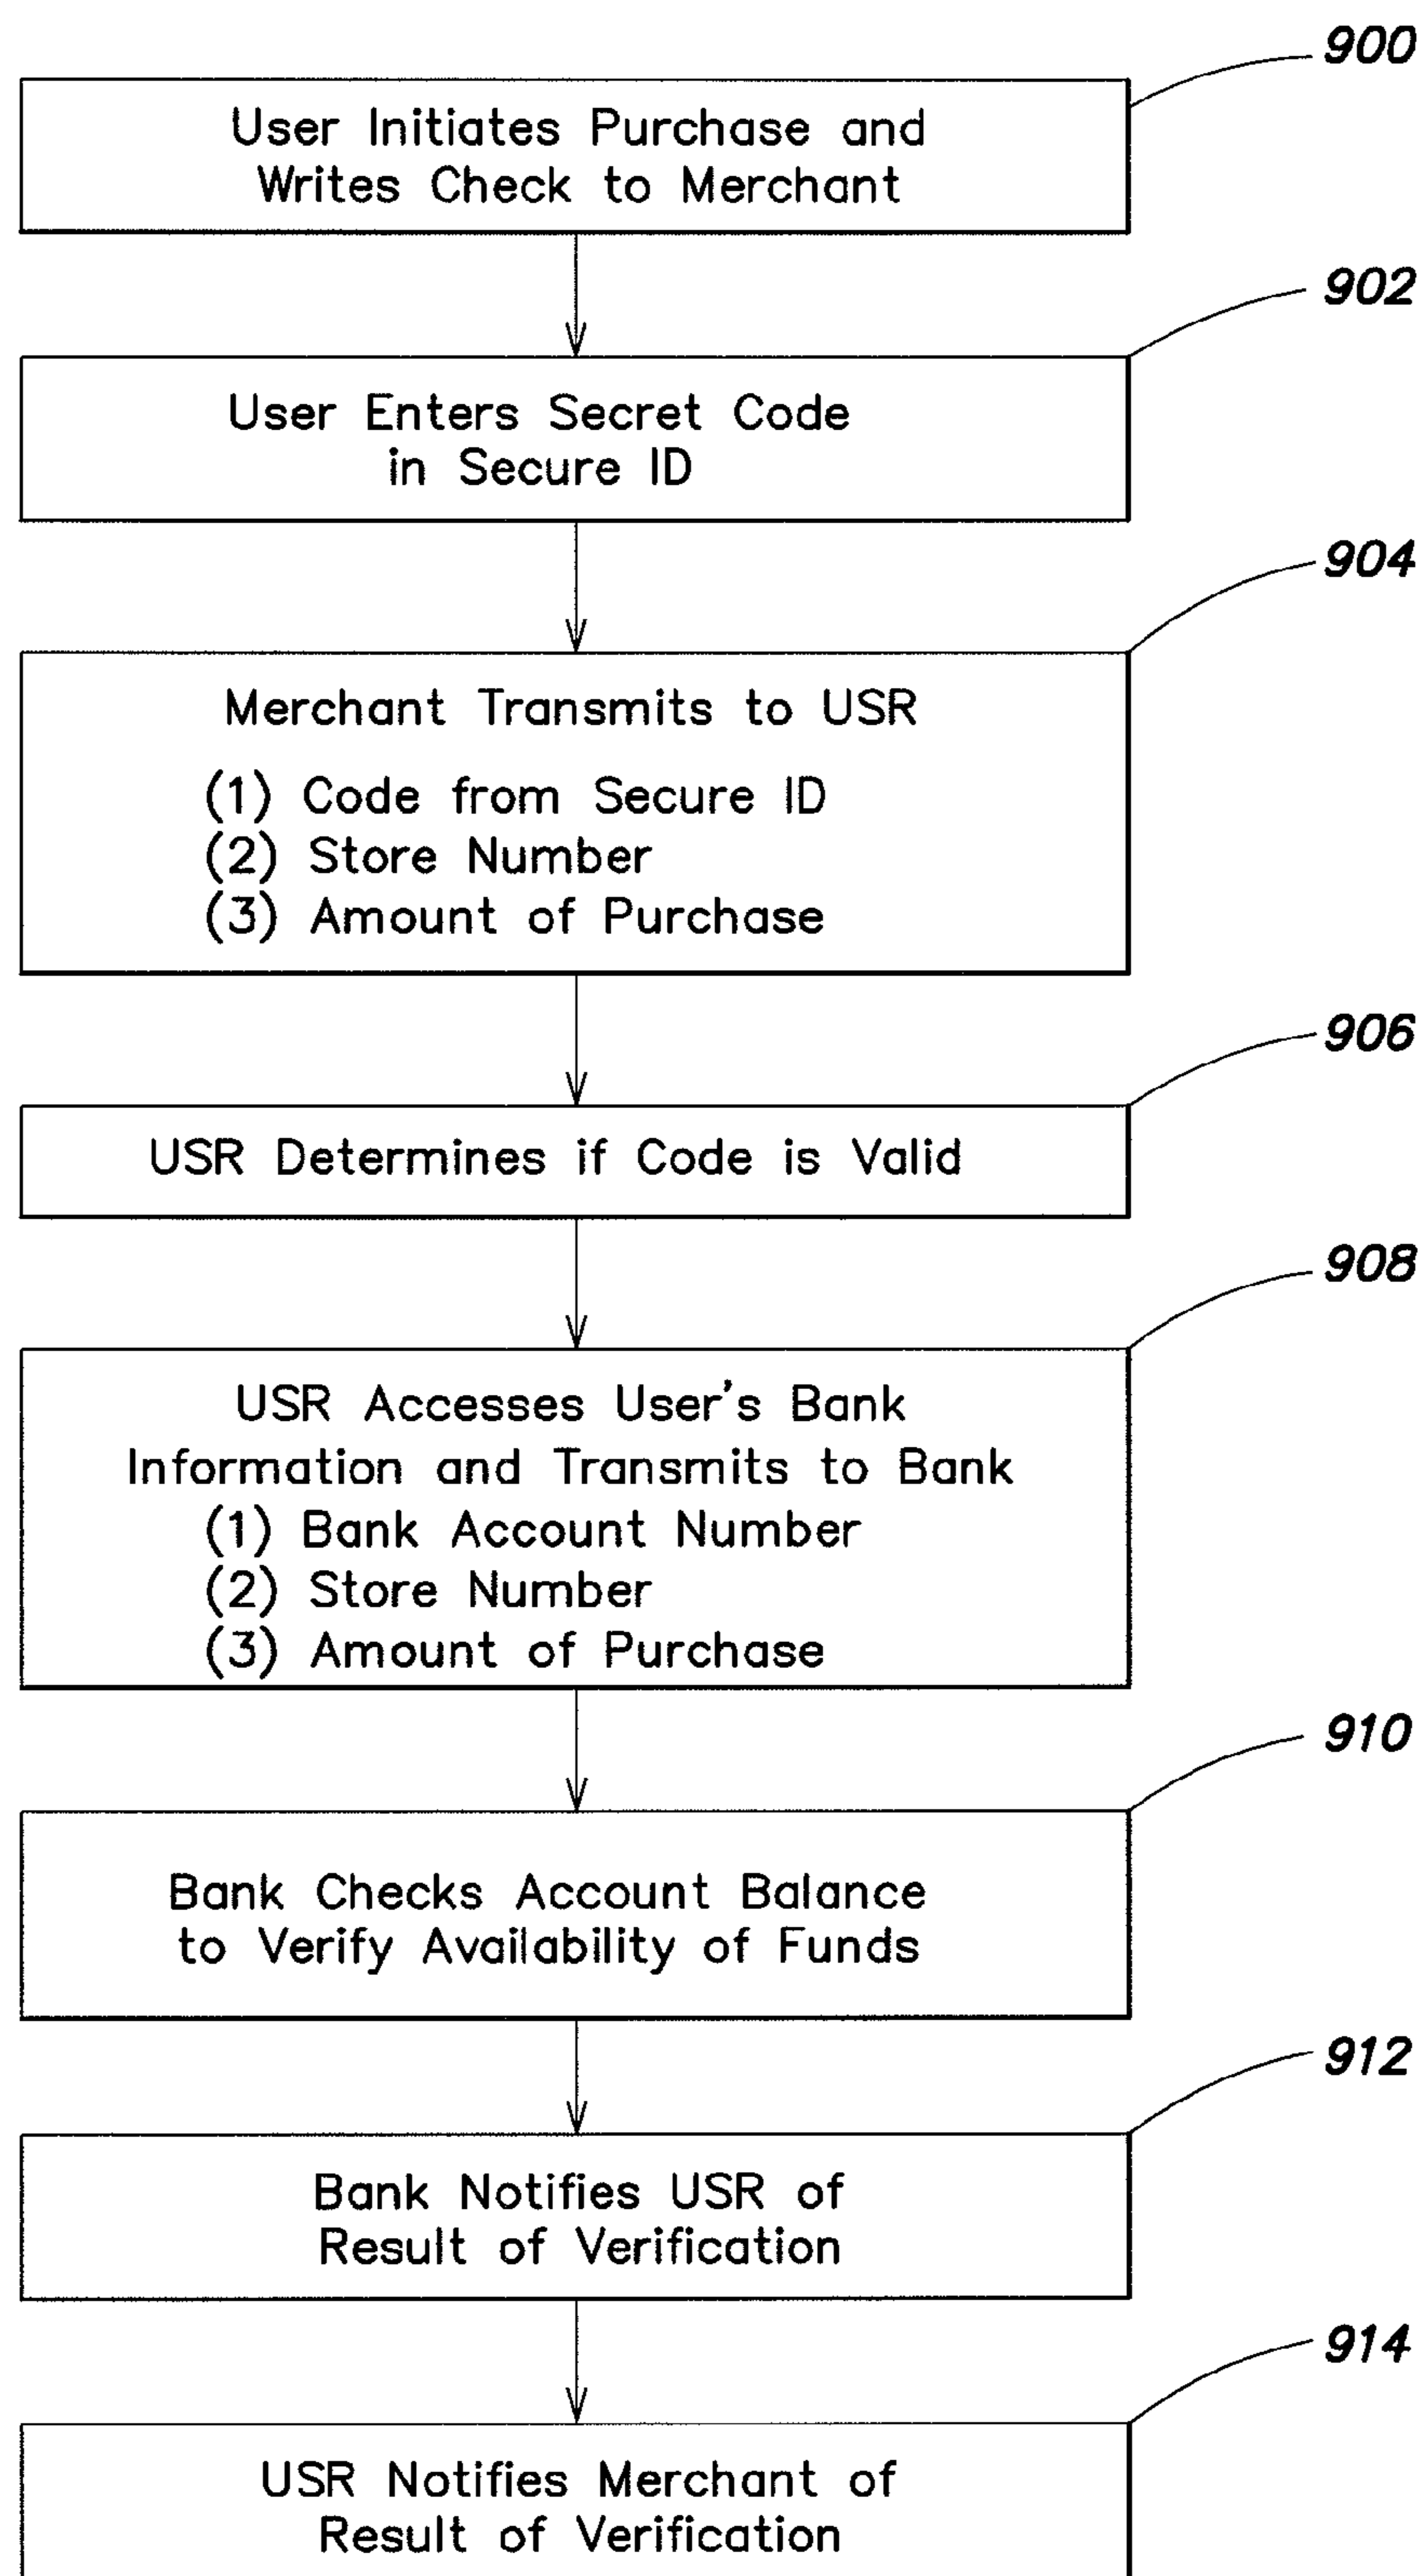 900
User Initiates Purchase and
Writes Check to Merchant
902
User Enters Secret Code
in Secure ID
904
Merchant Transmits to USR
(1) Code from Secure ID
(2) Store Number
(3) Amount of Purchase
906
USR Determines if Code is Valid
908
USR Accesses User's Bank
Information and Transmits to Bank
(1) Bank Account Number
(2) Store Number
(3) Amount of Purchase
910
Bank Checks Account Balance
to Verify Availability of Funds
912
Bank Notifies USR of
Result of Verification
914
USR Notifies Merchant of
Result of Verification